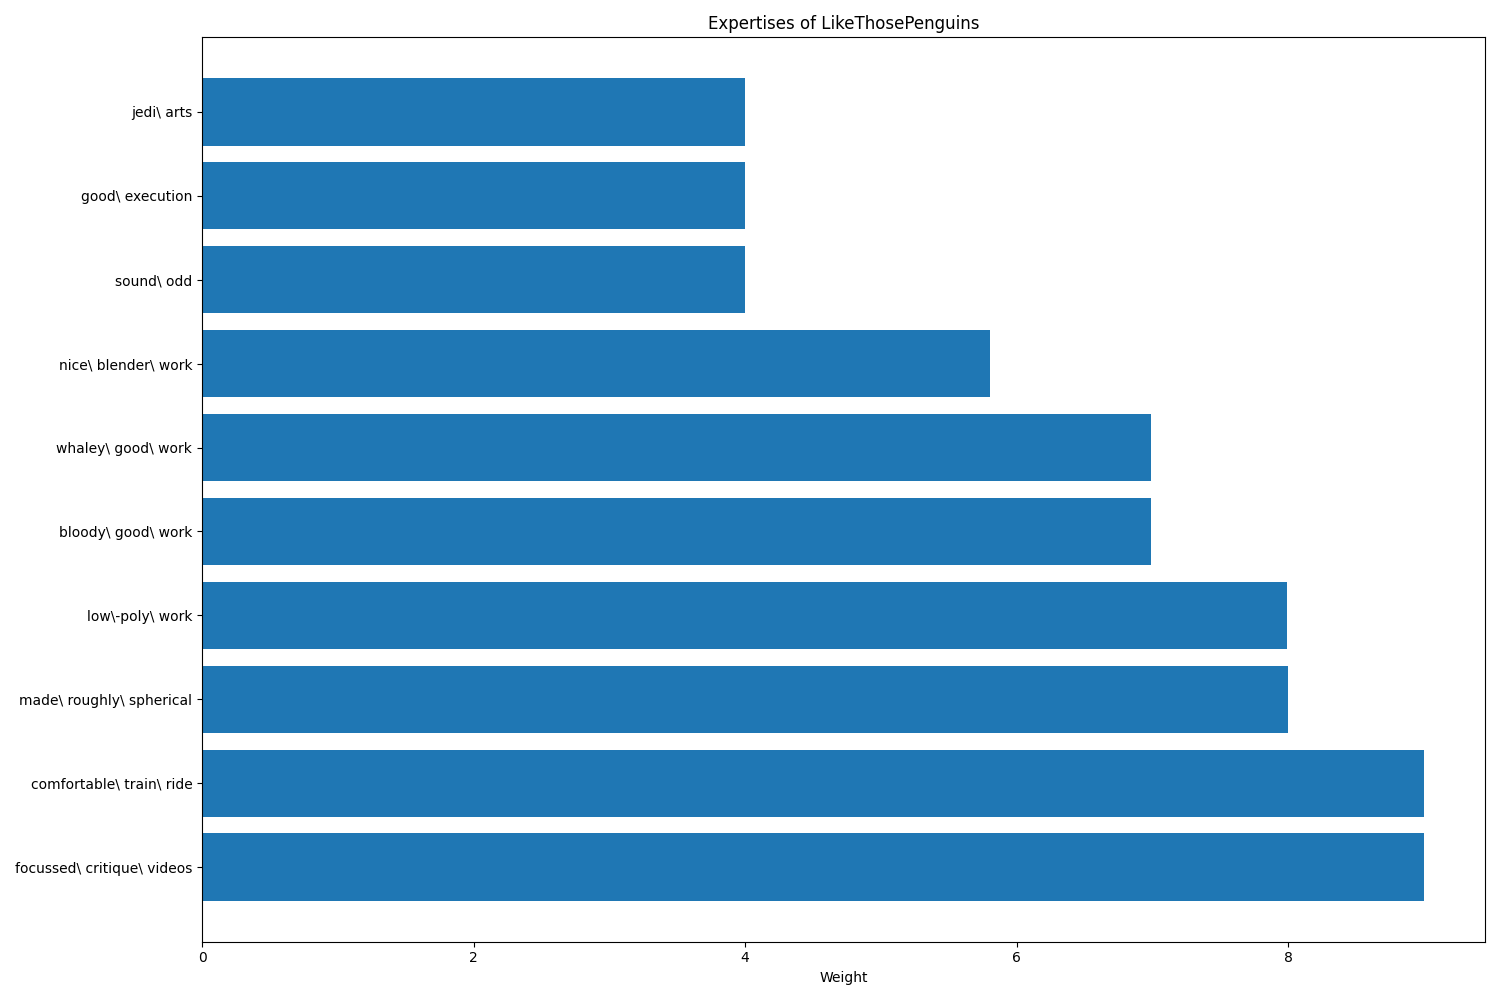 Expertises of LikeThosePenguins
jedi\ arts
good\ execution
sound\ odd
nice\ blender\ work
whaley\ good\ work
bloody\ good\ work
low\-poly\ work
made\ roughly\ spherical
comfortable\ train\ ride
focussed\ critique\ videos
0 2 4 6 8
Weight